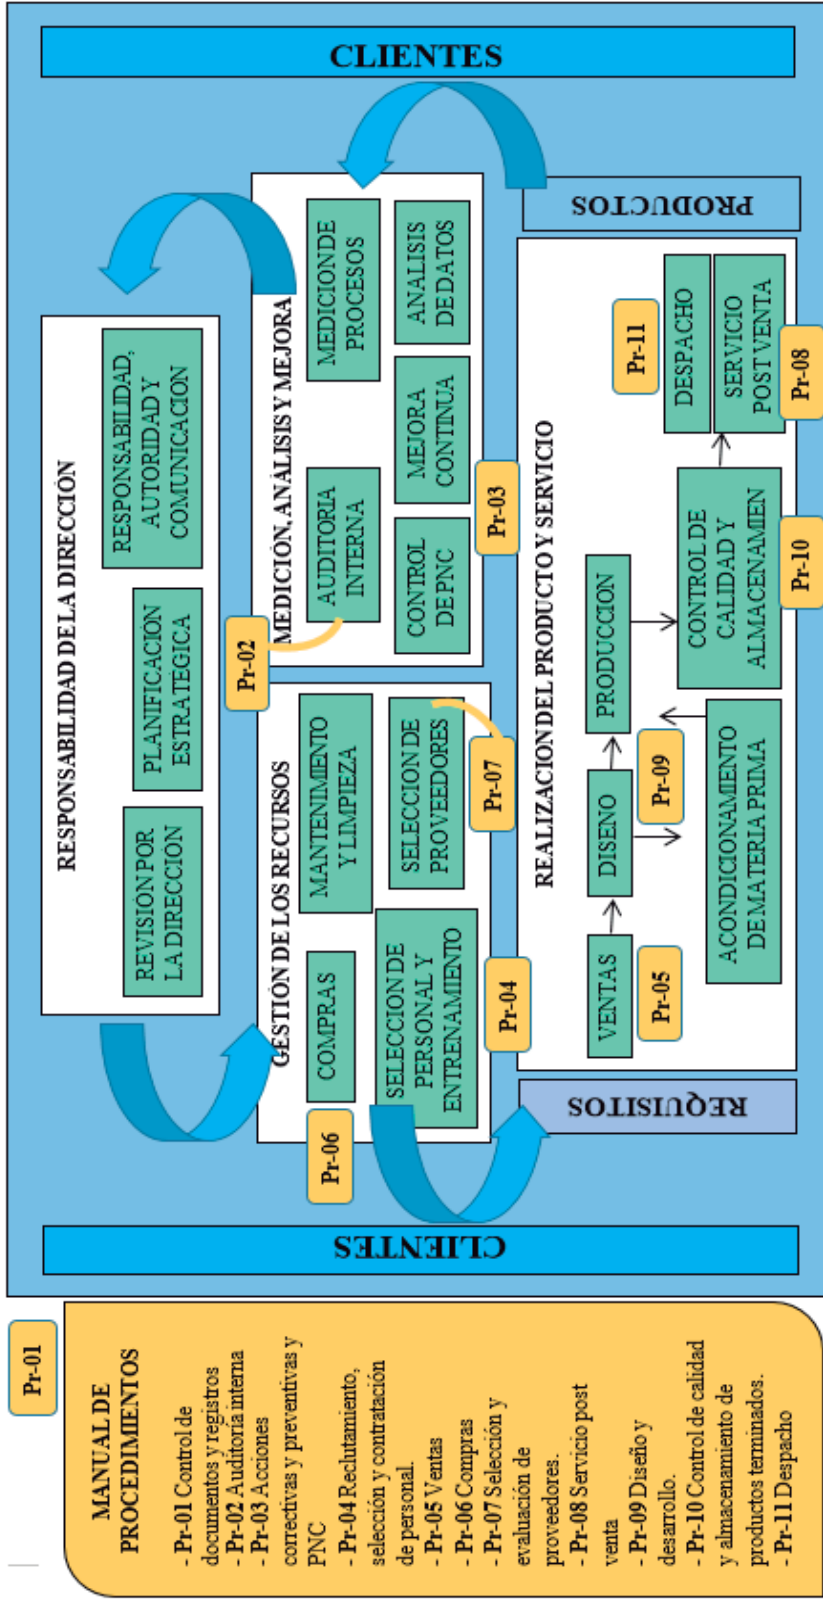 Pr-01
MANUAL DE
PROCEDIMIENTOS
- Pr-01 Control de
documentos y registros
- Pr-02 Auditoría interna
- Pr-03 Acciones
correctivas y preventivas y
PNC
- Pr-04 Reclutamiento,
selección y contratación
de personal.
- Pr-05 Ventas
- Pr-06 Compras
- Pr-07 Selección y
evaluación de
proveedores.
- Pr-08 Servicio post
venta
- Pr-09 Diseño y
desarrollo.
- Pr-10 Control de calidad
y almacenamiento de
productos terminados.
- Pr-11 Despacho
CLIENTES
RESPONSABILIDAD DE LA DIRECCIÓN
REVISIÓN POR
LA DIRECCIÓN
PLANIFICACION
ESTRATEGICA
RESPONSABILIDAD,
AUTORIDAD Y
COMUNICACION
Pr-02
GESTIÓN DE LOS RECURSOS
Pr-06
COMPRAS
MANTENIMIENTO
Y LIMPIEZA
SELECCION DE
PERSONAL Y
ENTRENAMIENTO
SELECCION DE
PROVEEDORES
Pr-04
Pr-07
MEDICIÓN, ANÁLISIS Y MEJORA
AUDITORIA
INTERNA
MEDICION DE
PROCESOS
CONTROL
DE PNC
MEJORA
CONTINUA
ANALISIS
DE DATOS
Pr-03
REQUISITOS
REALIZACION DEL PRODUCTO Y SERVICIO
VENTAS
Pr-05
DISENO
Pr-09
PRODUCCION
ACONDICIONAMIENTO
DE MATERIA PRIMA
CONTROL DE
CALIDAD Y
ALMACENAMIEN
Pr-10
Pr-11
DESPACHO
SERVICIO
POST VENTA
Pr-08
PRODUCTOS
CLIENTES